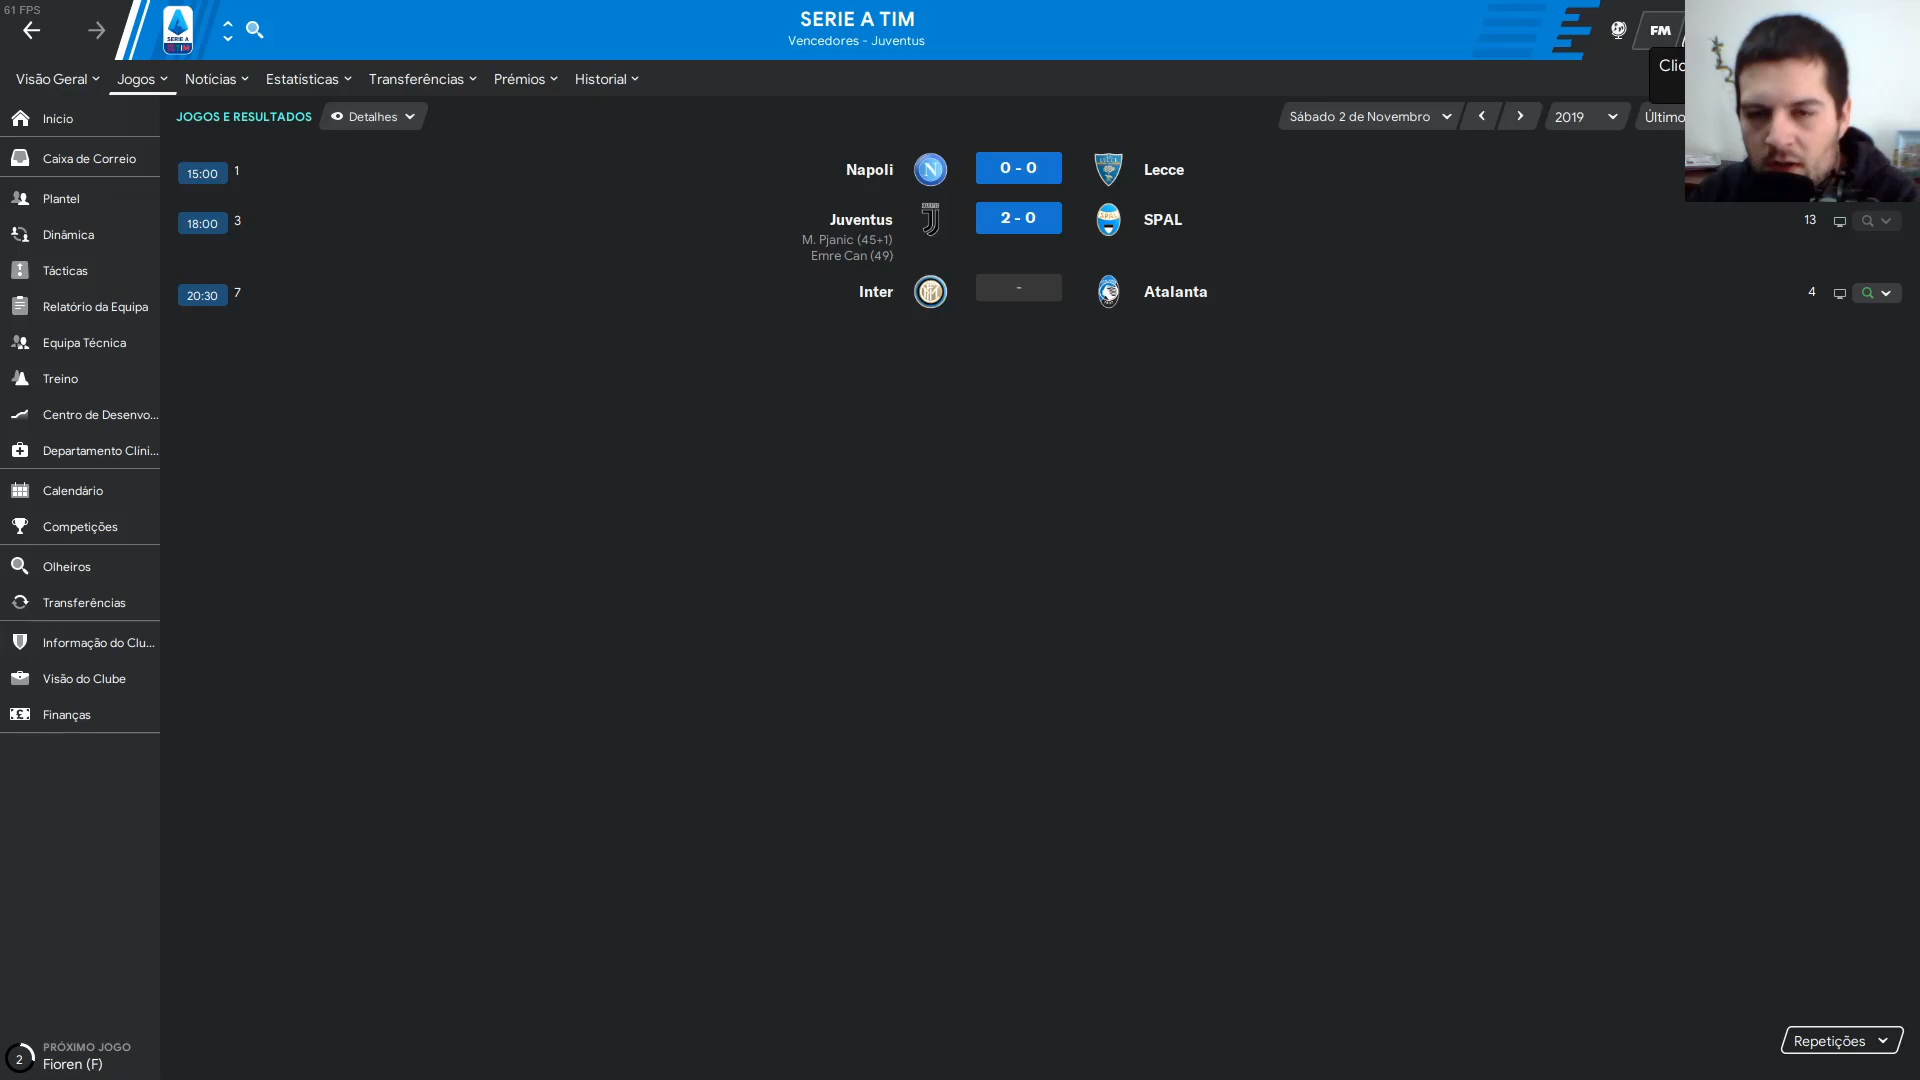 61 FPS
SERIE A TIM
Vencedores - Juventus
FM
Clic
Visão Geral
Jogos
Notícias
Estatísticas
Transferências
Prémios
Historial
JOGOS E RESULTADOS
Detalhes
Sábado 2 de Novembro
2019
Último
Início
Caixa de Correio
Plantel
Dinâmica
Tácticas
Relatório da Equipa
Equipa Técnica
Treino
Centro de Desenvo...
Departamento Clíni...
Calendário
Competições
Olheiros
Transferências
Informação do Clu...
Visão do Clube
Finanças
15:00 1 Napoli 0 - 0 Lecce
18:00 3 Juventus 2 - 0 SPAL 13
M. Pjanic (45+1)
Emre Can (49)
20:30 7 Inter - Atalanta 4
Repetições
2
PRÓXIMO JOGO
Fioren (F)